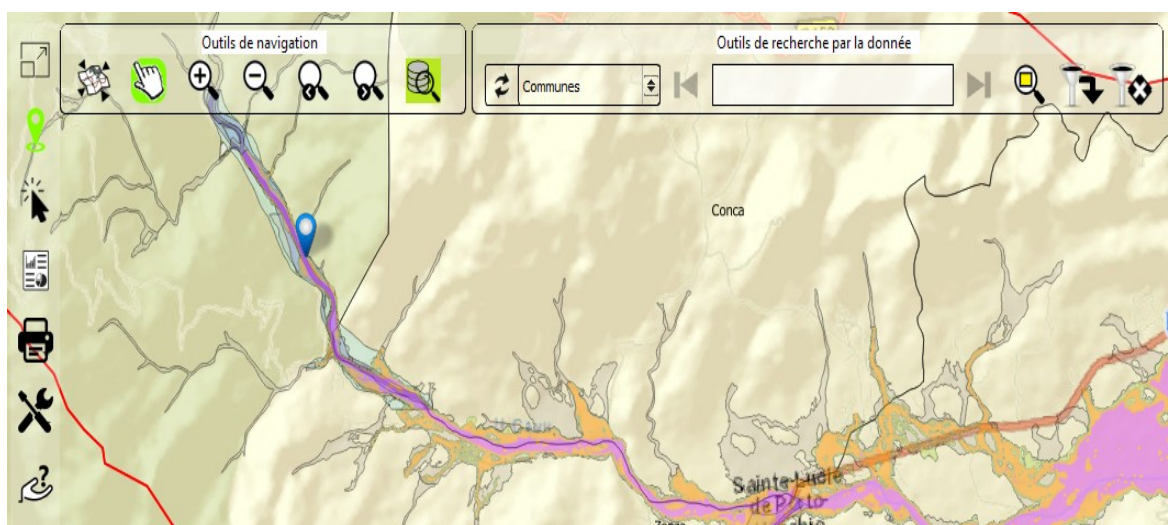 Outils de navigation
Outils de recherche par la donnée
Communes
Conca
Sainte-Lucie
de Porto